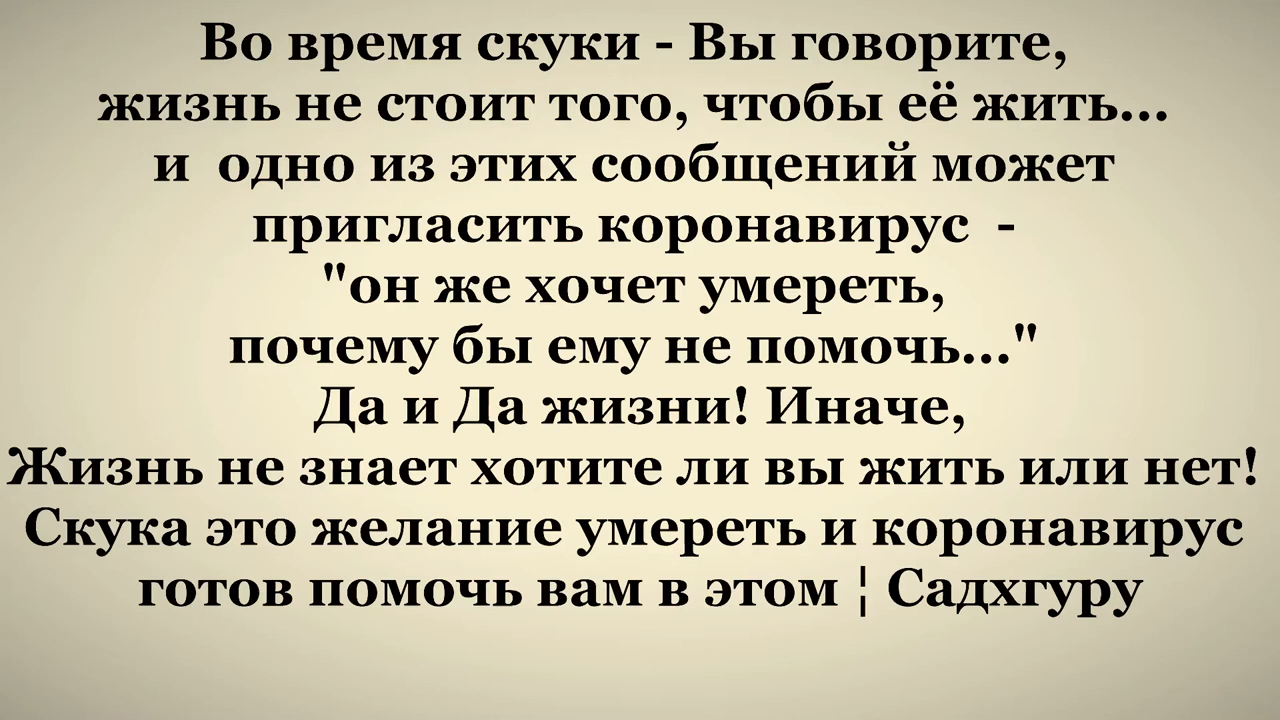 Во время скуки - Вы говорите,
жизнь не стоит того, чтобы её жить...
и  одно из этих сообщений может
пригласить коронавирус  -
"он же хочет умереть,
почему бы ему не помочь..."
Да и Да жизни! Иначе,
Жизнь не знает хотите ли вы жить или нет!
Скука это желание умереть и коронавирус
готов помочь вам в этом ¦ Садхгуру